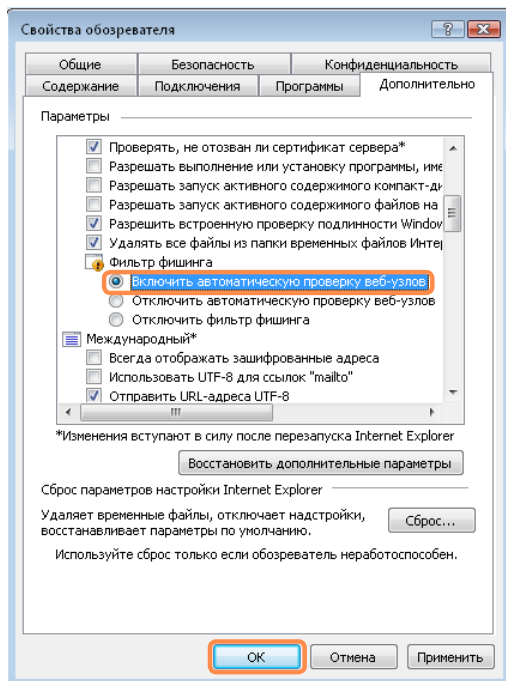 Свойства обозревателя
Общие Безопасность Конфиденциальность
Содержание Подключения Программы Дополнительно
Параметры
Проверять, не отозван ли сертификат сервера*
Разрешать выполнение или установку программы, име
Разрешать запуск активного содержимого компакт-ди
Разрешать запуск активного содержимого файлов на
Разрешить встроенную проверку подлинности Window
Удалять все файлы из папки временных файлов Интер
Фильтр фишинга
Включить автоматическую проверку веб-узлов
Отключить автоматическую проверку веб-узлов
Отключить фильтр фишинга
Международный*
Всегда отображать зашифрованные адреса
Использовать UTF-8 для ссылок "mailto"
Отправить URL-адреса UTF-8
*Изменения вступают в силу после перезапуска Internet Explorer
Восстановить дополнительные параметры
Сброс параметров настройки Internet Explorer
Удаляет временные файлы, отключает надстройки,
восстанавливает параметры по умолчанию.
Сброс...
Используйте сброс только если обозреватель неработоспособен.
ОК Отмена Применить